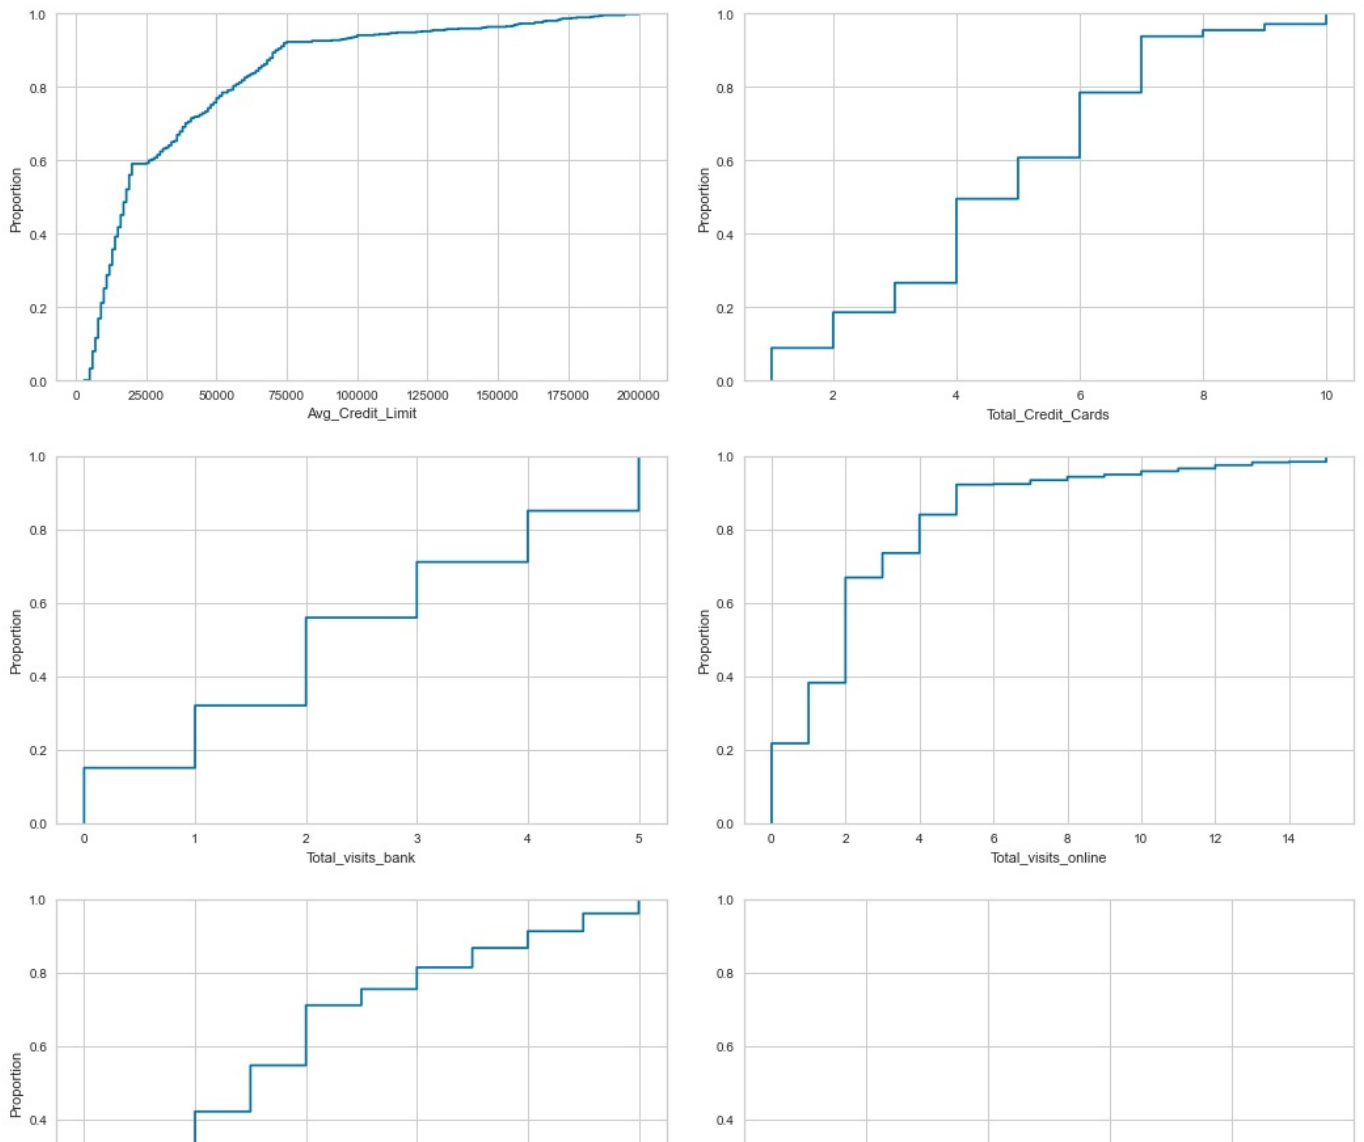 1.0
0.8
0.6
0.4
0.2
0.0
Proportion
0 25000 50000 75000 100000 125000 150000 175000 200000
Avg_Credit_Limit
1.0
0.8
0.6
0.4
0.2
0.0
Proportion
2 4 6 8 10
Total_Credit_Cards
1.0
0.8
0.6
0.4
0.2
0.0
Proportion
0 1 2 3 4 5
Total_visits_bank
1.0
0.8
0.6
0.4
0.2
0.0
Proportion
0 2 4 6 8 10 12 14
Total_visits_online
1.0
0.8
0.6
0.4
Proportion
1.0
0.8
0.6
0.4